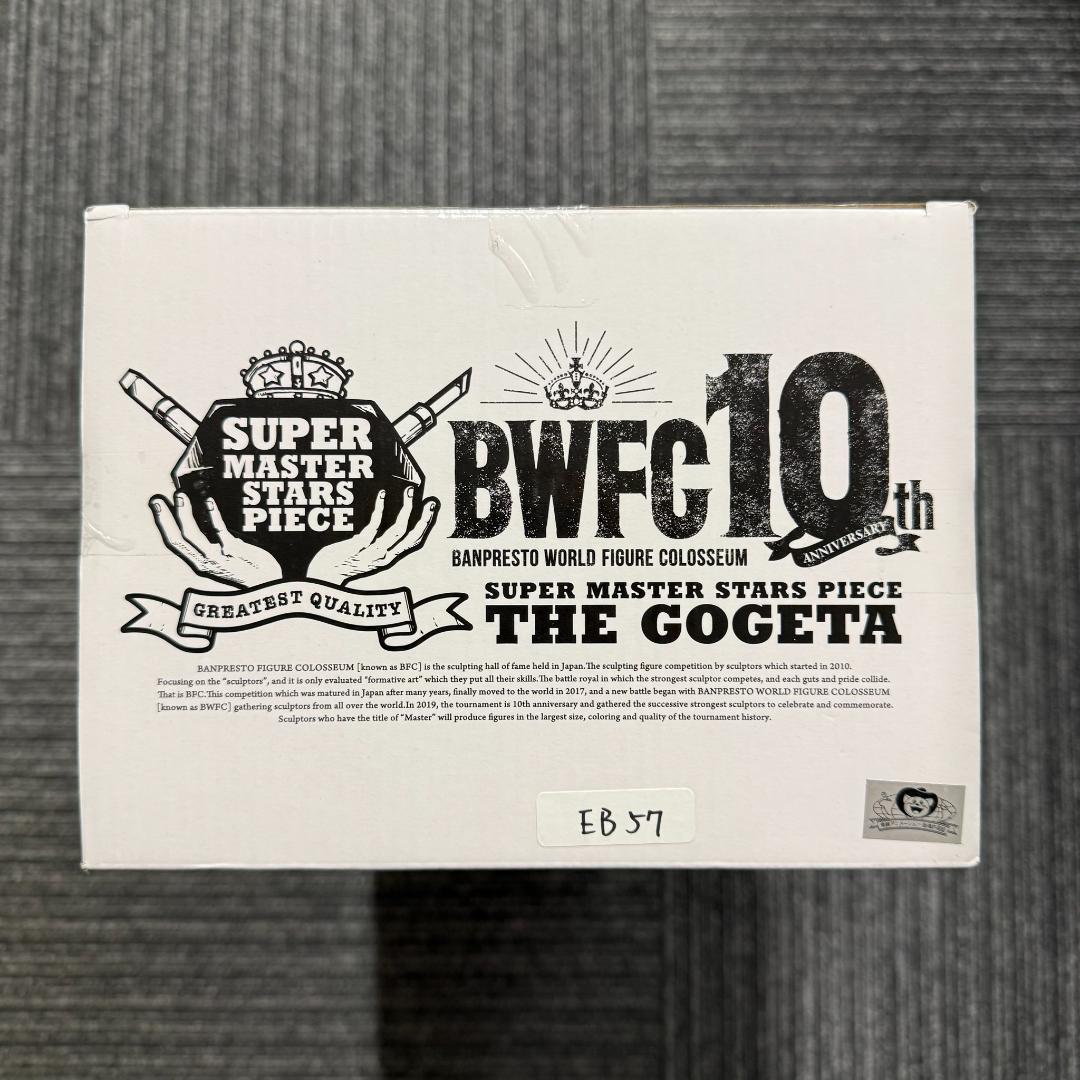 SUPER
MASTER
STARS
PIECE
GREATEST QUALITY
BWFC10th
ANNIVERSARY
BANPRESTO WORLD FIGURE COLOSSEUM
SUPER MASTER STARS PIECE
THE GOGETA
BANPRESTO FIGURE COLOSSEUM [known as BFC] is the sculpting hall of fame held in Japan.The sculpting figure competition by sculptors which started in 2010.
Focusing on the “sculptors”, and it is only evaluated “formative art” which they put all their skills.The battle royal in which the strongest sculptor competes, and each guts and pride collide.
That is BFC.This competition which was matured in Japan after many years, finally moved to the world in 2017, and a new battle began with BANPRESTO WORLD FIGURE COLOSSEUM
[known as BWFC] gathering sculptors from all over the world.In 2019, the tournament is 10th anniversary and gathered the successive strongest sculptors to celebrate and commemorate.
Sculptors who have the title of “Master” will produce figures in the largest size, coloring and quality of the tournament history.
EB 57